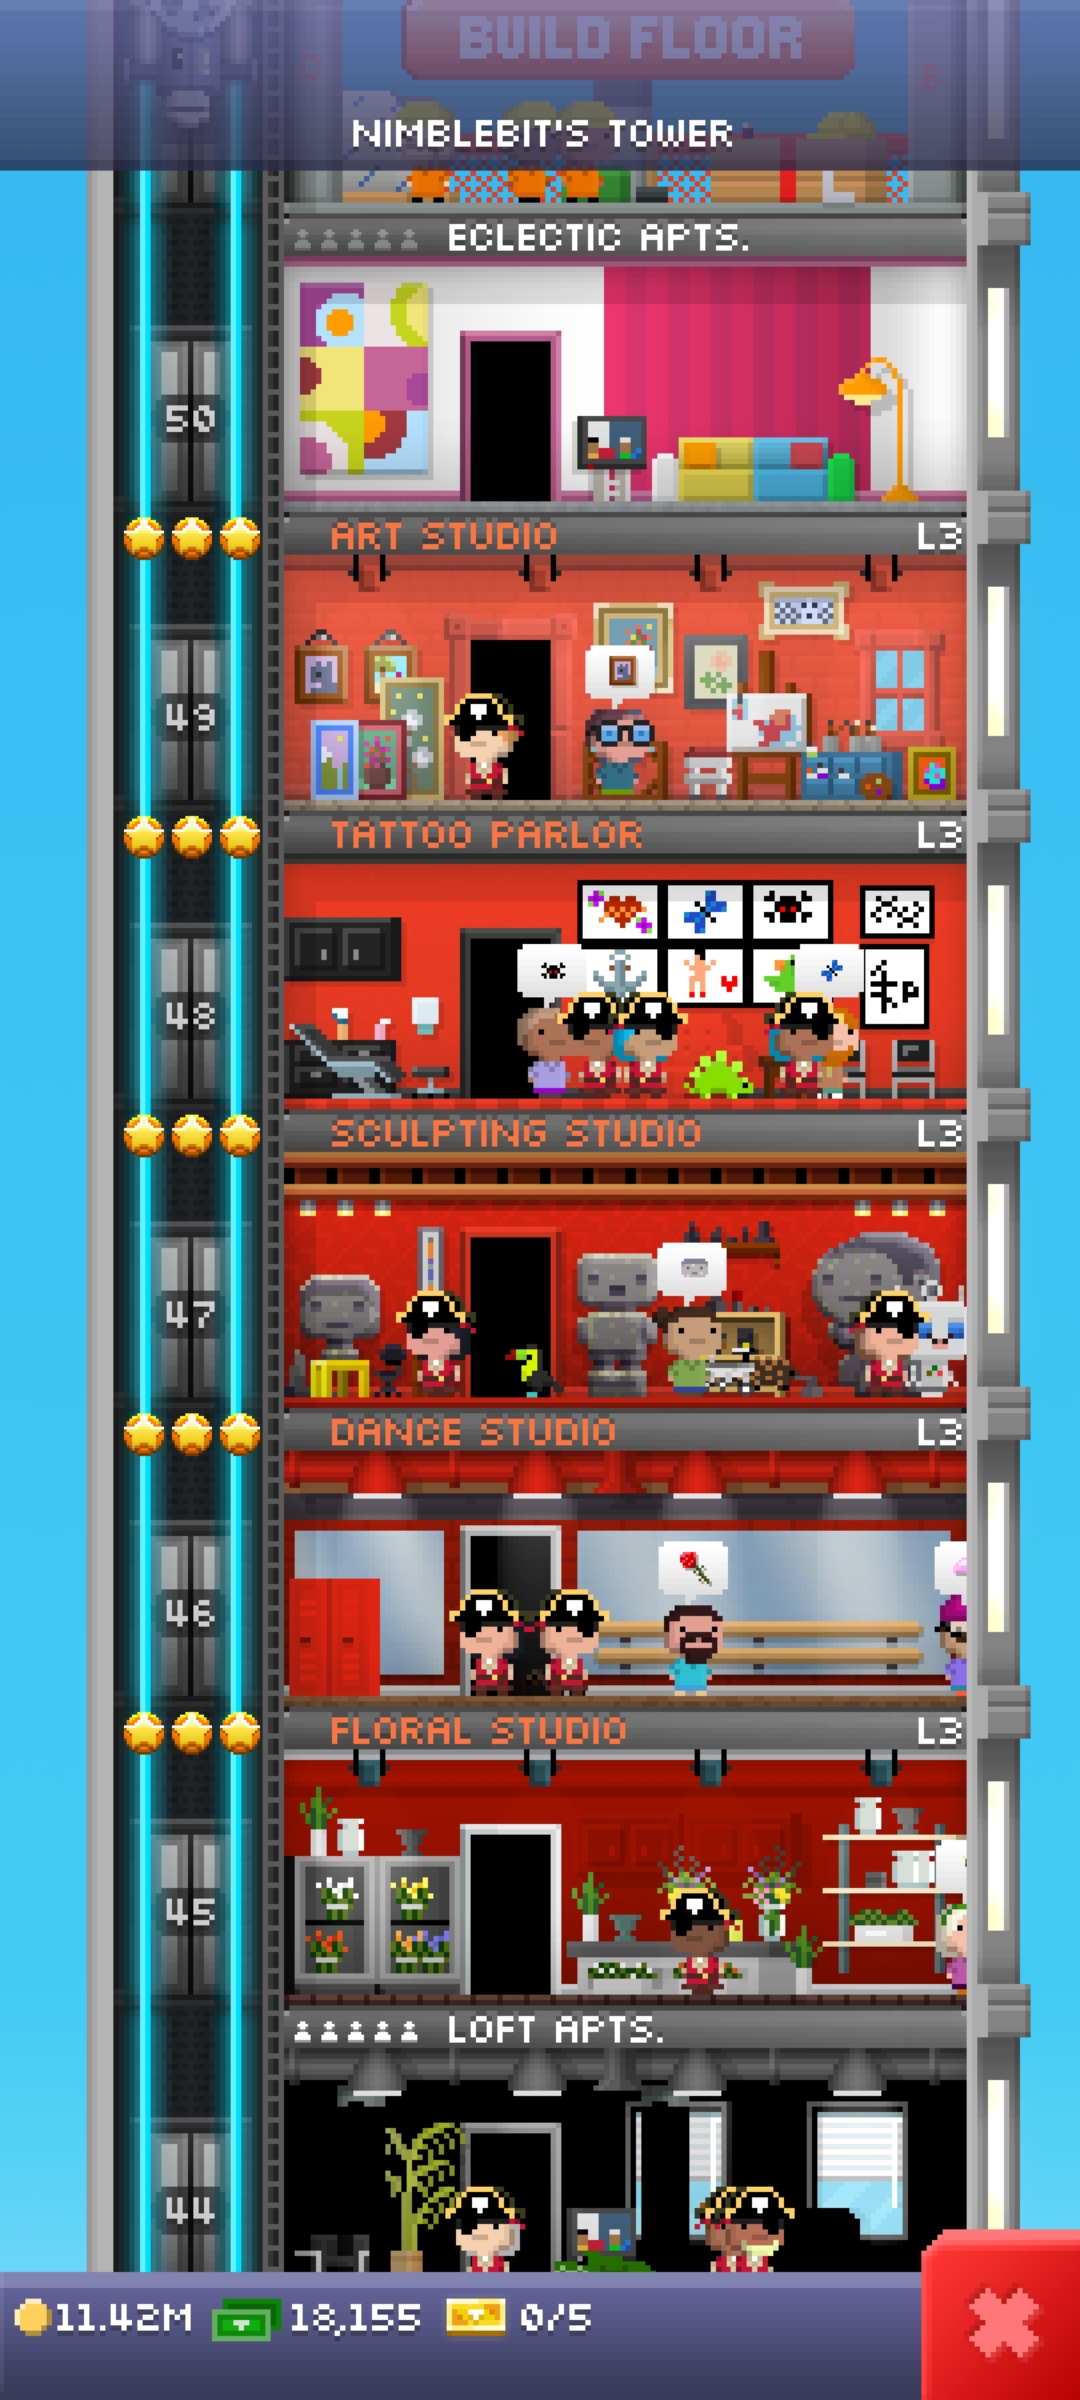 BUILD FLOOR
NIMBLEBIT'S TOWER
ECLECTIC APTS.
50
ART STUDIO L3
49
TATTOO PARLOR L3
48
SCULPTING STUDIO L3
47
DANCE STUDIO L3
46
FLORAL STUDIO L3
45
LOFT APTS.
44
11.42M 18,155 0/5